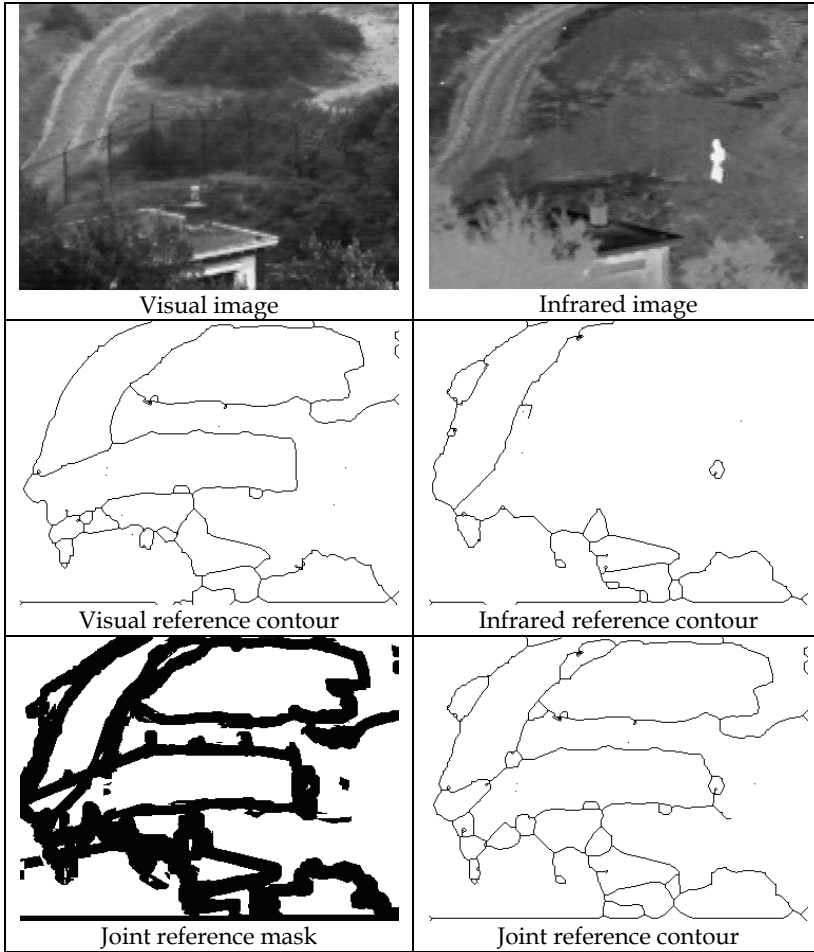 Visual image
Infrared image
Visual reference contour
Infrared reference contour
Joint reference mask
Joint reference contour